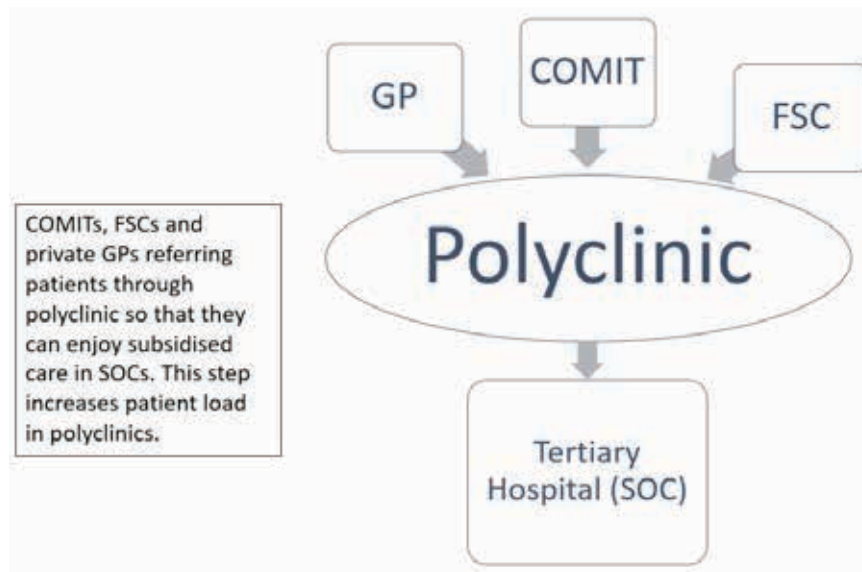 GP
COMIT
FSC
COMITs, FSCs and
private GPs referring
patients through
polyclinic so that they
can enjoy subsidised
care in SOCs. This step
increases patient load
in polyclinics.
Polyclinic
Tertiary
Hospital (SOC)